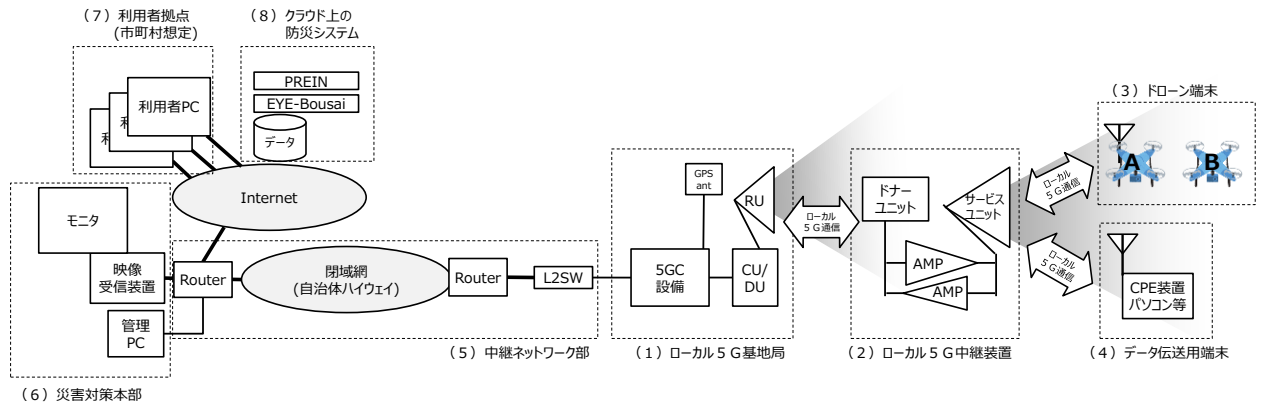 （７）利用者拠点
(市町村想定)
利用者PC
利
利
（８）クラウド上の
防災システム
PREIN
EYE-Bousai
データ
Internet
モニタ
映像
受信装置
管理
PC
（６）災害対策本部
Router
閉域網
(自治体ハイウェイ)
Router
L2SW
（５）中継ネットワーク部
GPS
ant
RU
5GC
設備
CU/
DU
（１）ローカル５G基地局
ローカル
５G通信
ドナー
ユニット
サービス
ユニット
AMP
AMP
（２）ローカル５G中継装置
ローカル
５G通信
ローカル
５G通信
（３）ドローン端末
A
B
CPE装置
パソコン等
（４）データ伝送用端末